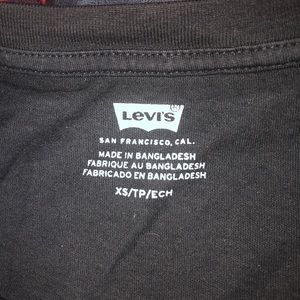 LEVI'S
SAN FRANCISCO, CAL.
MADE IN BANGLADESH
FABRIQUE AU BANGLADESH
FABRICADO EN BANGLADESH
XS/TP/ECH